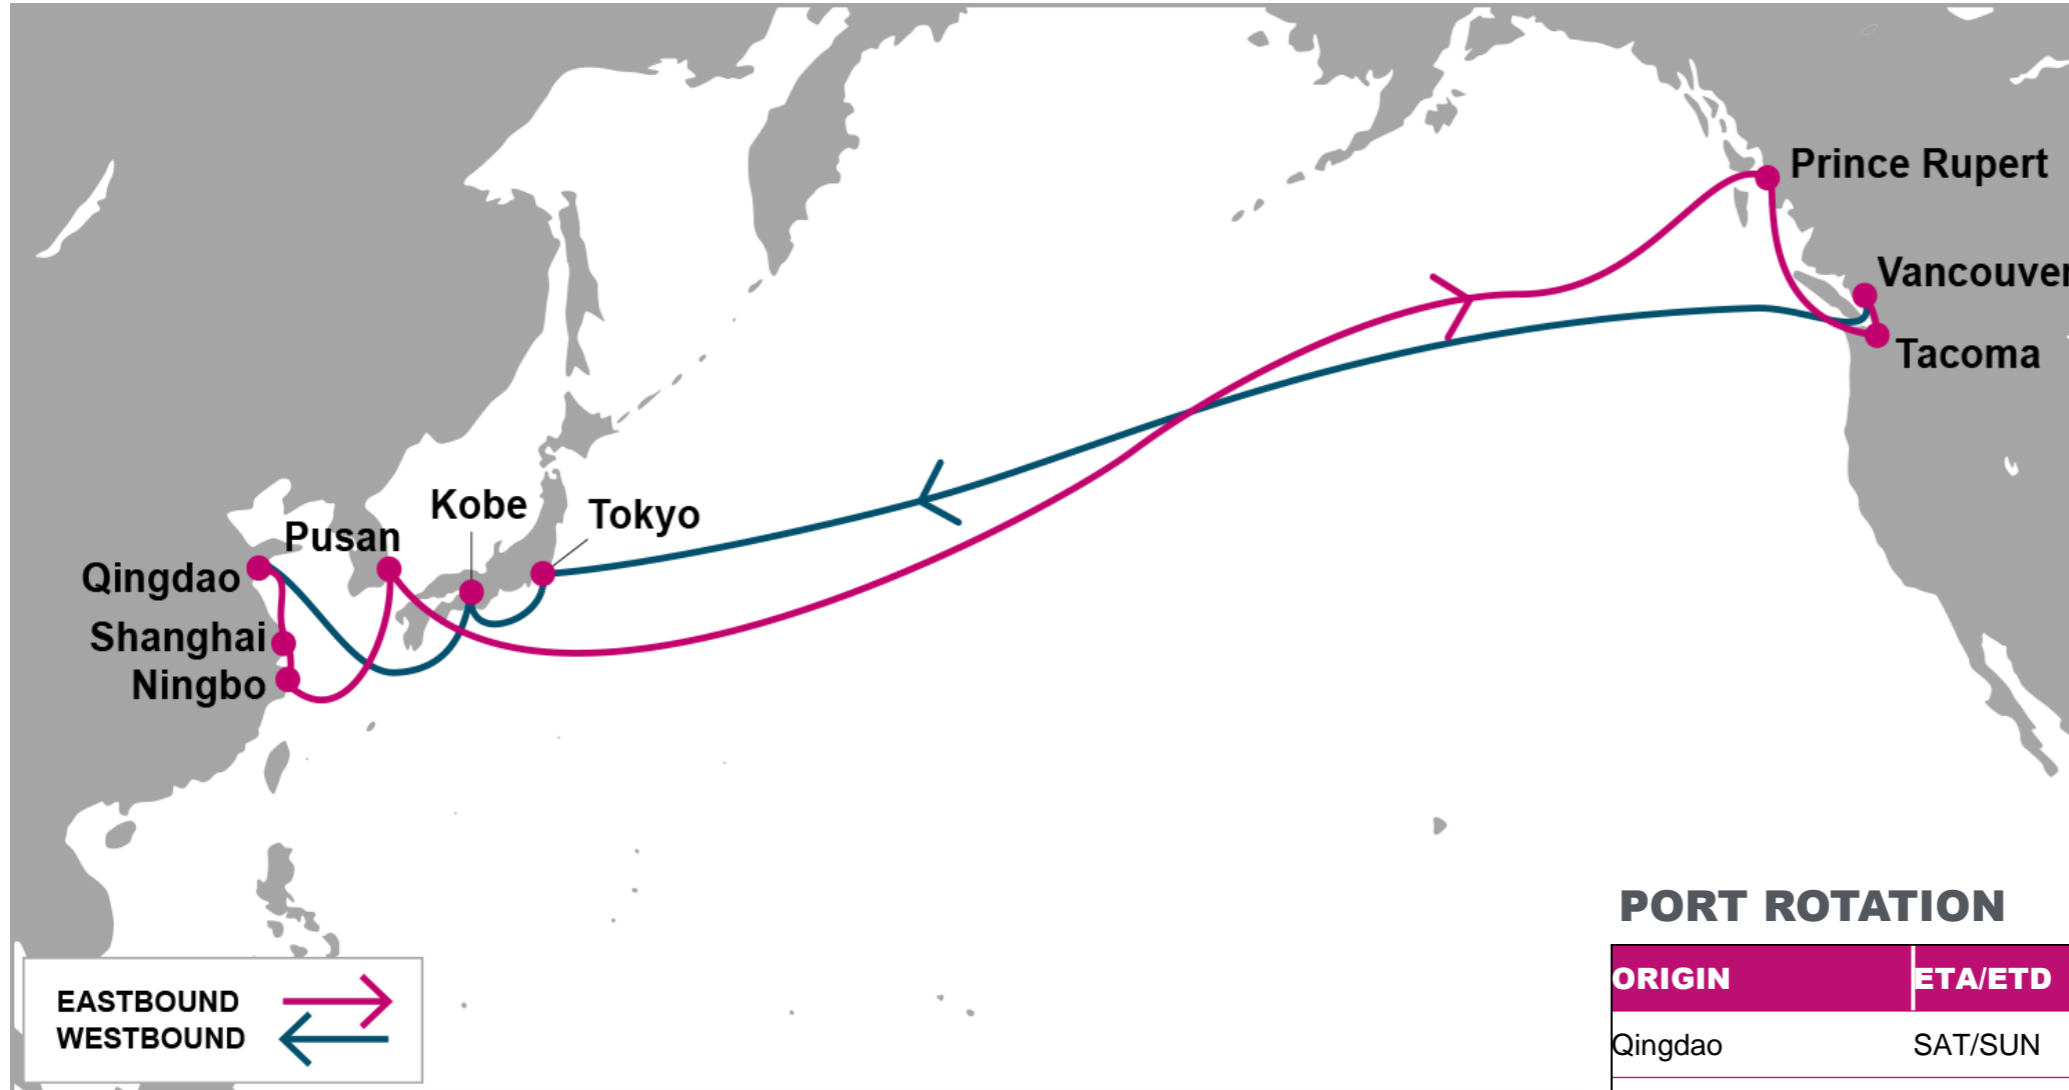 Prince Rupert
Vancouver
Tacoma
Kobe
Tokyo
Pusan
Qingdao
Shanghai
Ningbo
PORT ROTATION
ORIGIN ETA/ETD
Qingdao SAT/SUN
EASTBOUND
WESTBOUND